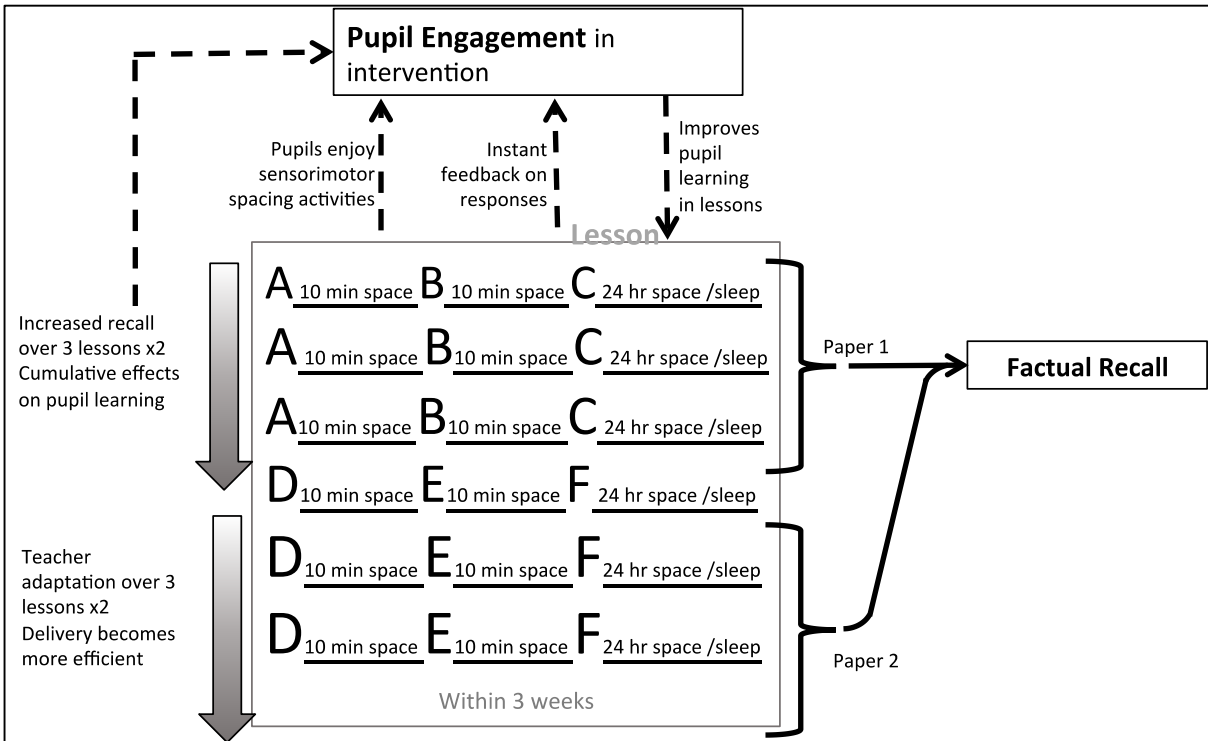 Pupil Engagement in
intervention
Pupils enjoy
sensorimotor
spacing activities
Instant
feedback on
responses
Improves
pupil
learning
in lessons
Lesson
A 10 min space B 10 min space C 24 hr space /sleep
A 10 min space B 10 min space C 24 hr space /sleep
A 10 min space B 10 min space C 24 hr space /sleep
D 10 min space E 10 min space F 24 hr space /sleep
D 10 min space E 10 min space F 24 hr space /sleep
D 10 min space E 10 min space F 24 hr space /sleep
Within 3 weeks
Increased recall
over 3 lessons x2
Cumulative effects
on pupil learning
Teacher
adaptation over 3
lessons x2
Delivery becomes
more efficient
Paper 1
Paper 2
Factual Recall